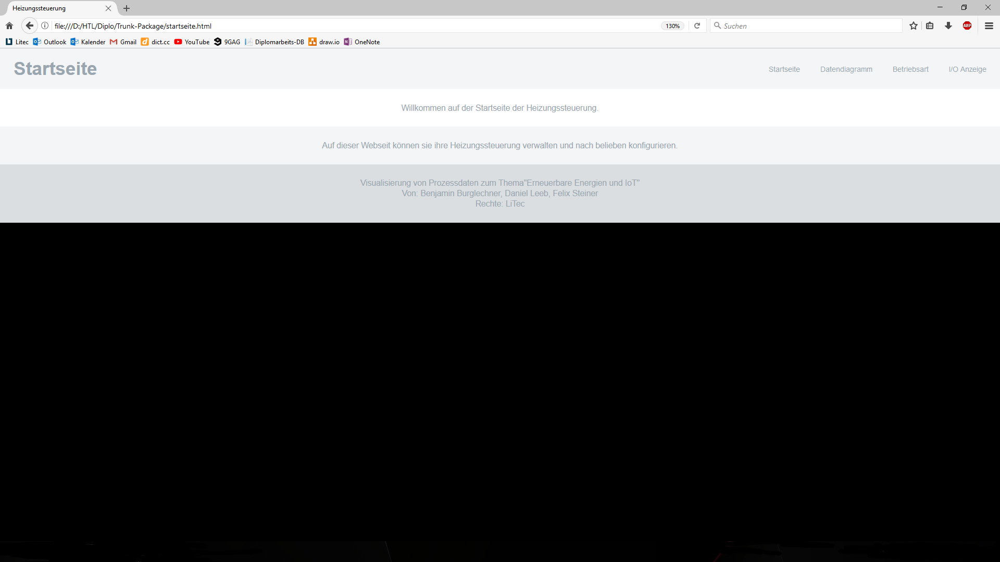 Heizungssteuerung
file:///D:/HTL/Diplo/Trunk-Package/startseite.html
130%
Suchen
ABP
Litec Outlook Kalender Gmail dict.cc YouTube 9GAG Diplomarbeits-DB draw.io OneNote
Startseite
Startseite Datendiagramm Betriebsart I/O Anzeige
Willkommen auf der Startseite der Heizungssteuerung.
Auf dieser Webseit können sie ihre Heizungssteuerung verwalten und nach belieben konfigurieren.
Visualisierung von Prozessdaten zum Thema"Erneuerbare Energien und IoT"
Von: Benjamin Burglechner, Daniel Leeb, Felix Steiner
Rechte: LiTec